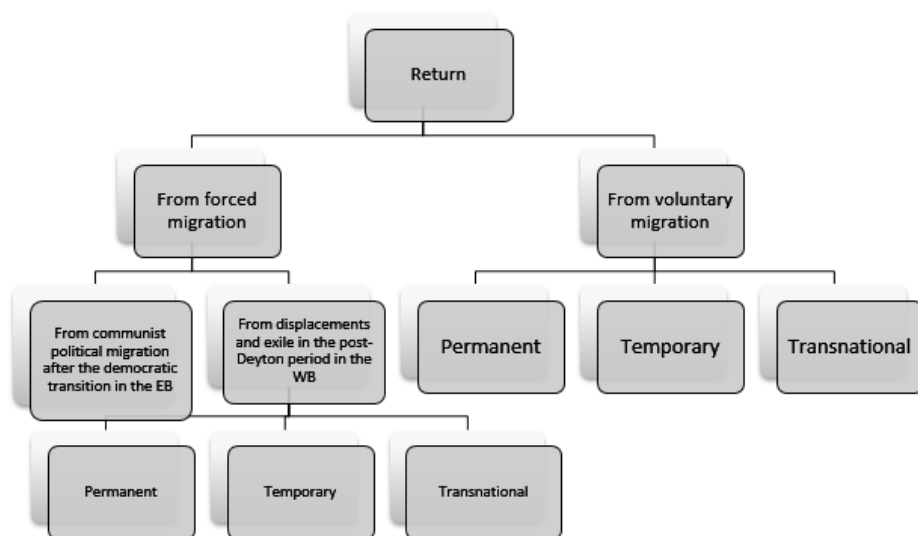 Return
From forced
migration
From voluntary
migration
From communist
political migration
after the democratic
transition in the EB
From displacements
and exile in the post-
Deyton period in the
WB
Permanent
Temporary
Transnational
Permanent
Temporary
Transnational